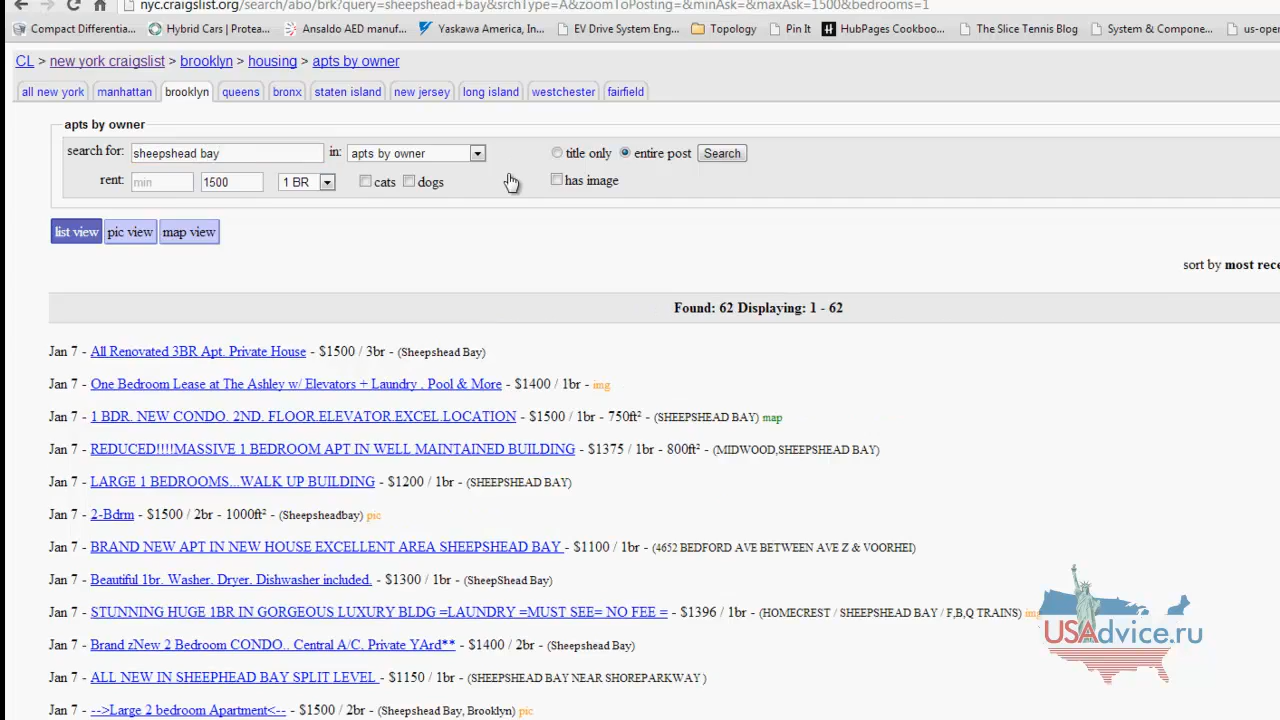 nyc.craigslist.org/search/abo/brk?query=sheepshead+bay&srchType=A&zoomToPosting=&minAsk=&maxAsk=1500&bedrooms=1
Compact Differentia... Hybrid Cars | Protea... Ansaldo AED manuf... Yaskawa America, In... EV Drive System Eng... Topology Pin It HubPages Cookboo... The Slice Tennis Blog System & Compone... us-open
CL > new york craigslist > brooklyn > housing > apts by owner
all new york manhattan brooklyn queens bronx staten island new jersey long island westchester fairfield
apts by owner
search for: sheepshead bay in: apts by owner title only entire post Search
rent: min 1500 1 BR cats dogs has image
list view pic view map view
sort by most rece
Found: 62 Displaying: 1 - 62
Jan 7 - All Renovated 3BR Apt. Private House - $1500 / 3br - (Sheepshead Bay)
Jan 7 - One Bedroom Lease at The Ashley w/ Elevators + Laundry , Pool & More - $1400 / 1br - img
Jan 7 - 1 BDR. NEW CONDO. 2ND. FLOOR.ELEVATOR.EXCEL.LOCATION - $1500 / 1br - 750ft² - (SHEEPSHEAD BAY) map
Jan 7 - REDUCED!!!!MASSIVE 1 BEDROOM APT IN WELL MAINTAINED BUILDING - $1375 / 1br - 800ft² - (MIDWOOD,SHEEPSHEAD BAY)
Jan 7 - LARGE 1 BEDROOMS...WALK UP BUILDING - $1200 / 1br - (SHEEPSHEAD BAY)
Jan 7 - 2-Bdrm - $1500 / 2br - 1000ft² - (Sheepsheadbay) pic
Jan 7 - BRAND NEW APT IN NEW HOUSE EXCELLENT AREA SHEEPSHEAD BAY - $1100 / 1br - (4652 BEDFORD AVE BETWEEN AVE Z & VOORHEI)
Jan 7 - Beautiful 1br. Washer, Dryer, Dishwasher included. - $1300 / 1br - (SheepShead Bay)
Jan 7 - STUNNING HUGE 1BR IN GORGEOUS LUXURY BLDG =LAUNDRY =MUST SEE= NO FEE = - $1396 / 1br - (HOMECREST / SHEEPSHEAD BAY / F,B,Q TRAINS) img
Jan 7 - Brand zNew 2 Bedroom CONDO.. Central A/C, Private YArd** - $1400 / 2br - (Sheepshead Bay)
Jan 7 - ALL NEW IN SHEEPHEAD BAY SPLIT LEVEL - $1150 / 1br - (SHEEPSHEAD BAY NEAR SHOREPARKWAY )
Jan 7 - -->Large 2 bedroom Apartment<-- - $1500 / 2br - (Sheepshead Bay, Brooklyn) pic
USAdvice.ru